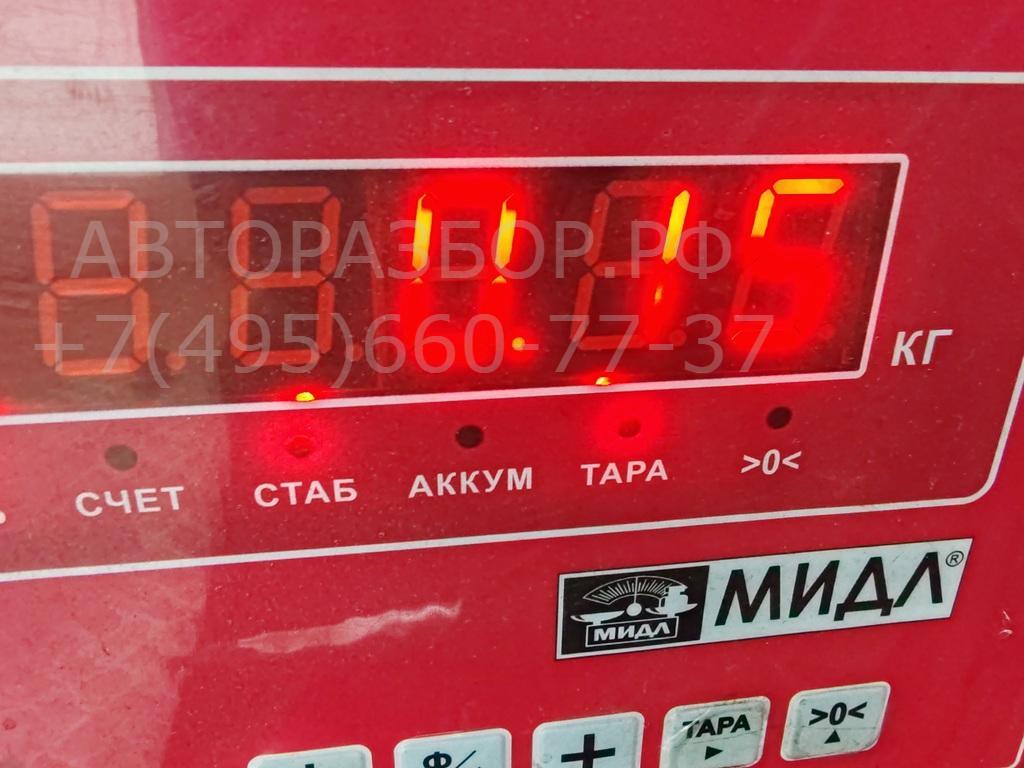 АВТОРАЗБОР.РФ
+7(495)660-77-37
КГ
СЧЕТ СТАБ АККУМ ТАРА >0<
МИДЛ МИДЛ®
+ ТАРА >0<